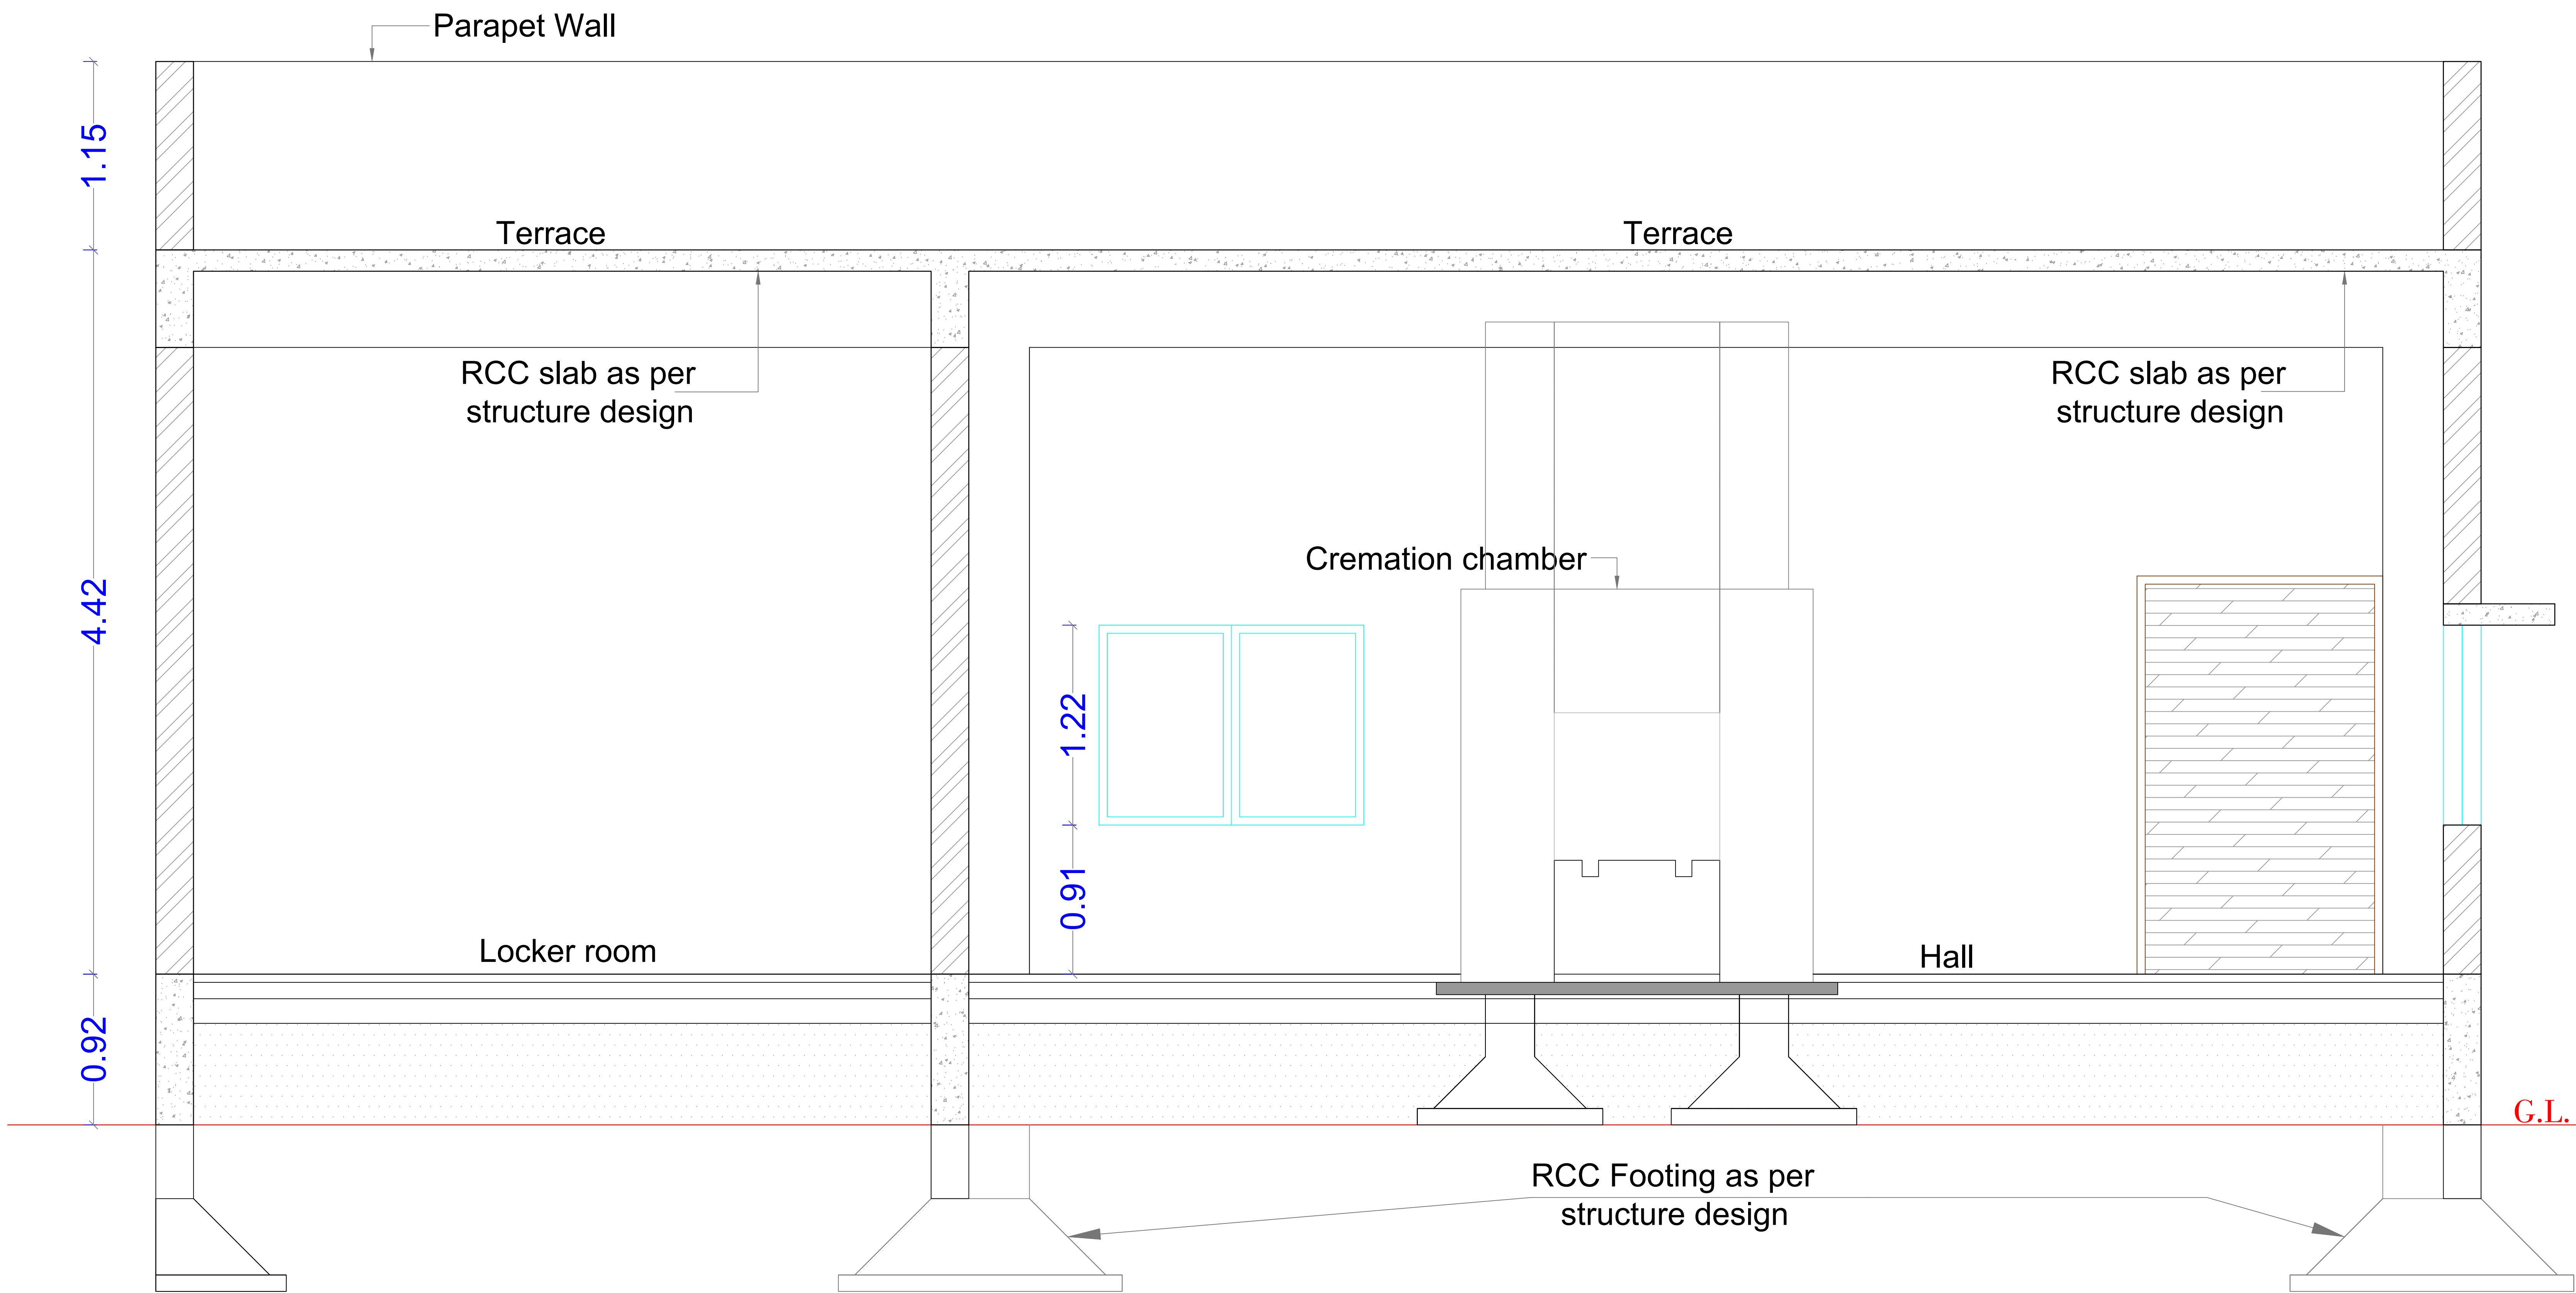 Parapet Wall
1.15
Terrace
Terrace
RCC slab as per
structure design
RCC slab as per
structure design
4.42
Cremation chamber
1.22
0.91
Locker room
Hall
0.92
G.L.
RCC Footing as per
structure design